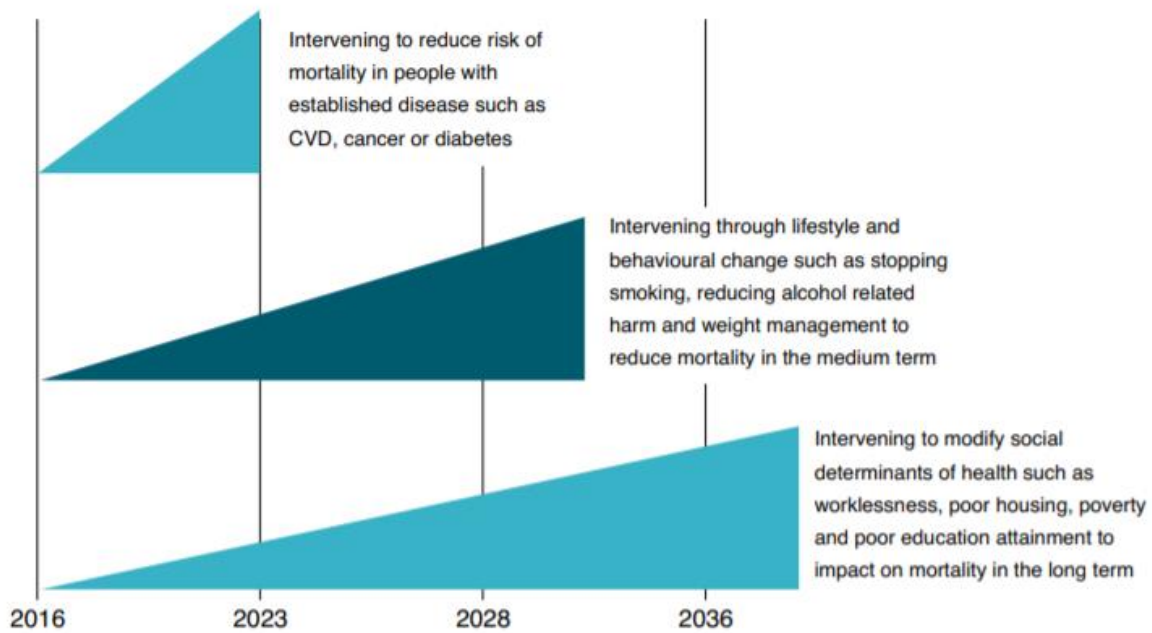 Intervening to reduce risk of
mortality in people with
established disease such as
CVD, cancer or diabetes
Intervening through lifestyle and
behavioural change such as stopping
smoking, reducing alcohol related
harm and weight management to
reduce mortality in the medium term
Intervening to modify social
determinants of health such as
worklessness, poor housing, poverty
and poor education attainment to
impact on mortality in the long term
2016 2023 2028 2036